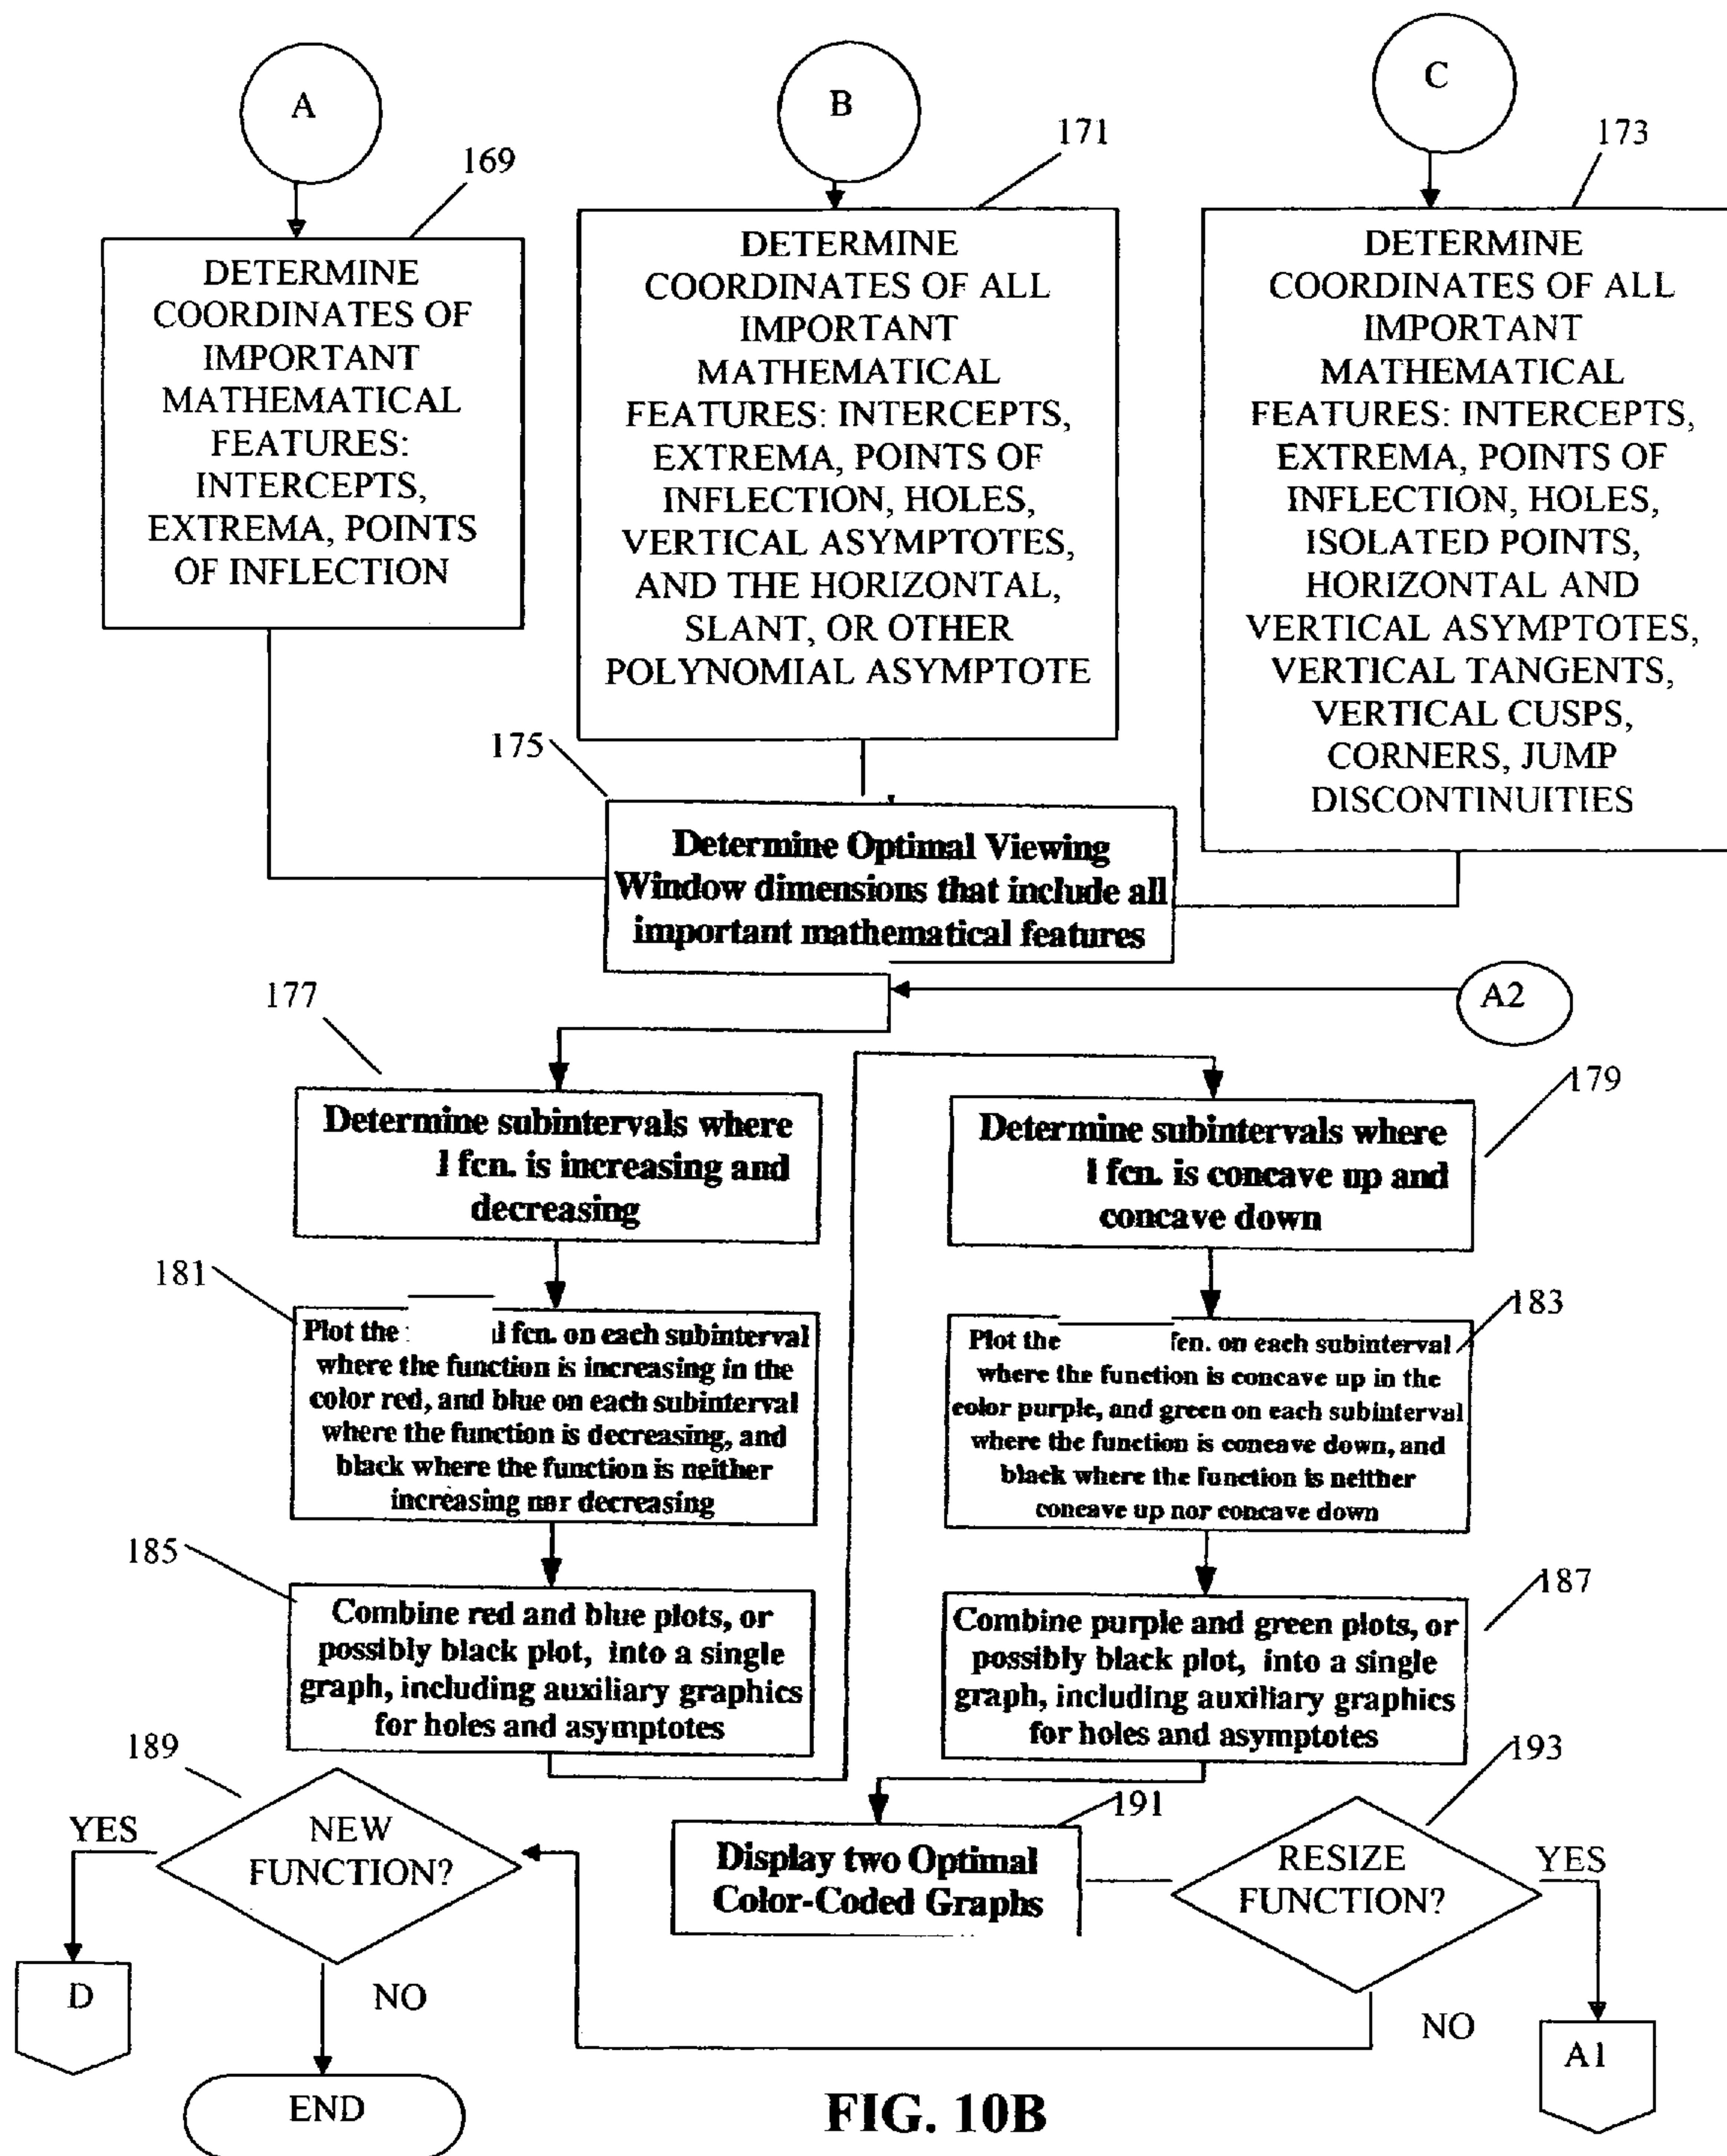 A
B
C
169
171
173
DETERMINE
COORDINATES OF
IMPORTANT
MATHEMATICAL
FEATURES:
INTERCEPTS,
EXTREMA, POINTS
OF INFLECTION
DETERMINE
COORDINATES OF ALL
IMPORTANT
MATHEMATICAL
FEATURES: INTERCEPTS,
EXTREMA, POINTS OF
INFLECTION, HOLES,
VERTICAL ASYMPTOTES,
AND THE HORIZONTAL,
SLANT, OR OTHER
POLYNOMIAL ASYMPTOTE
DETERMINE
COORDINATES OF ALL
IMPORTANT
MATHEMATICAL
FEATURES: INTERCEPTS,
EXTREMA, POINTS OF
INFLECTION, HOLES,
ISOLATED POINTS,
HORIZONTAL AND
VERTICAL ASYMPTOTES,
VERTICAL TANGENTS,
VERTICAL CUSPS,
CORNERS, JUMP
DISCONTINUITIES
175
Determine Optimal Viewing
Window dimensions that include all
important mathematical features
A2
177
Determine subintervals where
fcn. is increasing and
decreasing
179
Determine subintervals where
fcn. is concave up and
concave down
181
Plot the fcn. on each subinterval
where the function is increasing in the
color red, and blue on each subinterval
where the function is decreasing, and
black where the function is neither
increasing nor decreasing
183
Plot the fcn. on each subinterval
where the function is concave up in the
color purple, and green on each subinterval
where the function is concave down, and
black where the function is neither
concave up nor concave down
185
Combine red and blue plots, or
possibly black plot, into a single
graph, including auxiliary graphics
for holes and asymptotes
187
Combine purple and green plots, or
possibly black plot, into a single
graph, including auxiliary graphics
for holes and asymptotes
189
NEW
FUNCTION?
YES
NO
D
END
191
Display two Optimal
Color-Coded Graphs
193
RESIZE
FUNCTION?
YES
NO
A1
FIG. 10B